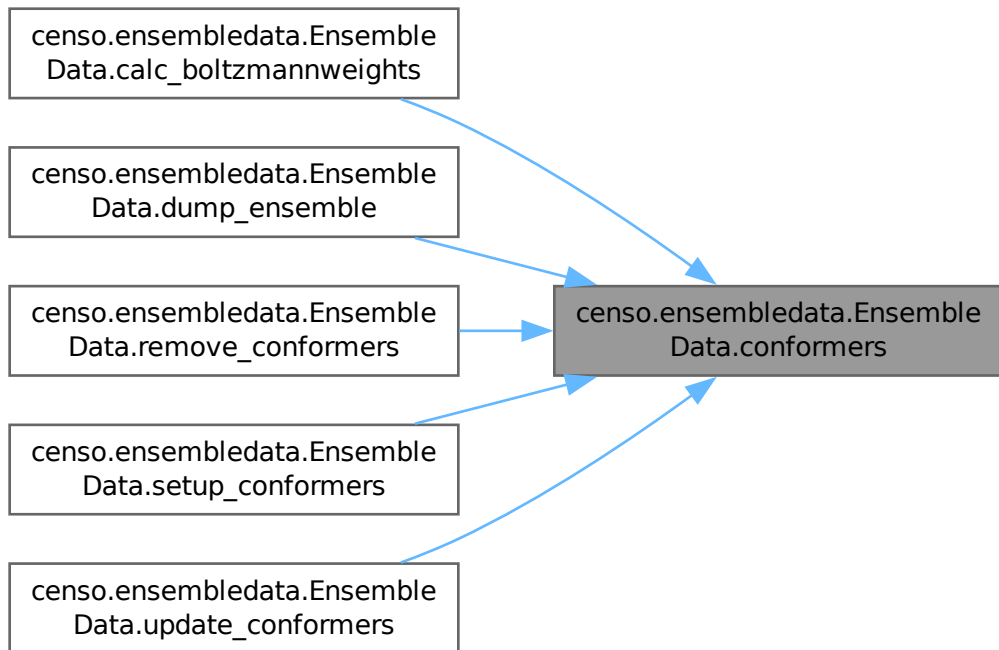 censo.ensembledata.Ensemble
Data.calc_boltzmannweights
censo.ensembledata.Ensemble
Data.dump_ensemble
censo.ensembledata.Ensemble
Data.remove_conformers
censo.ensembledata.Ensemble
Data.conformers
censo.ensembledata.Ensemble
Data.setup_conformers
censo.ensembledata.Ensemble
Data.update_conformers